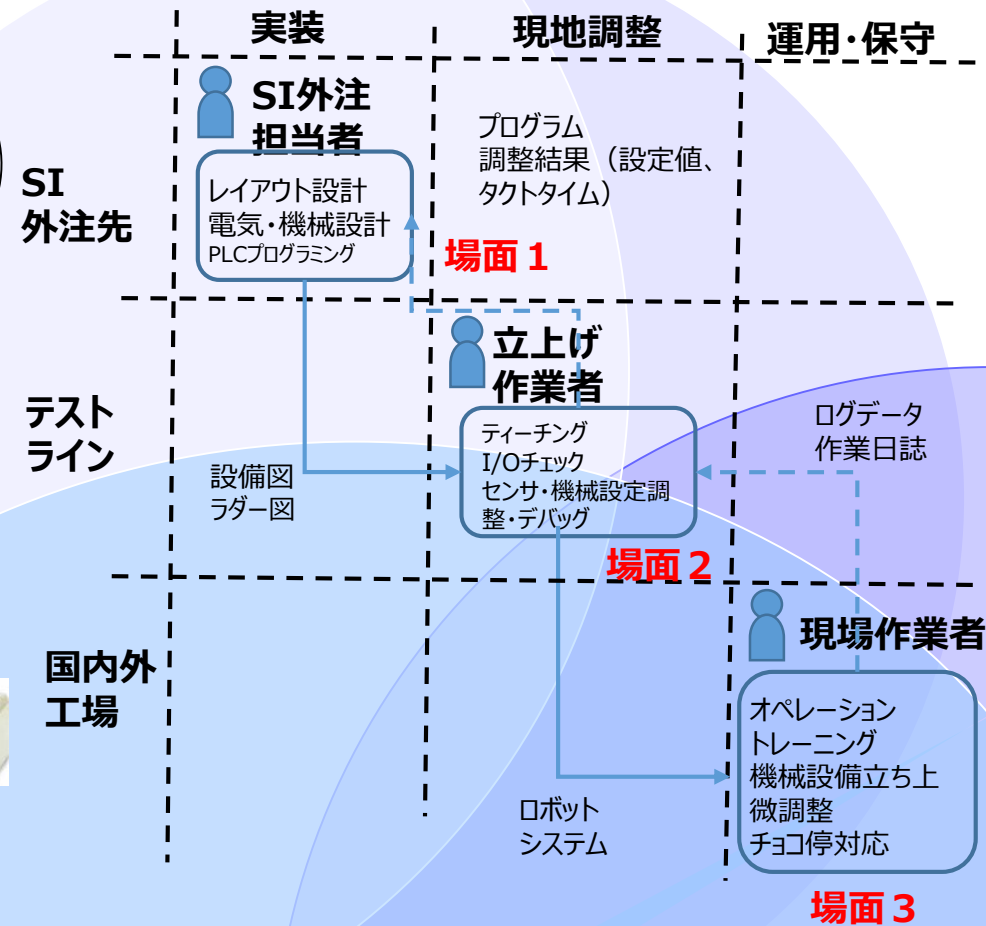 実装
現地調整
運用・保守
SI
外注先
SI外注
担当者
レイアウト設計
電気・機械設計
PLCプログラミング
プログラム
調整結果（設定値、
タクトタイム）
場面１
テスト
ライン
立上げ
作業者
ティーチング
I/Oチェック
センサ・機械設定調
整・デバッグ
設備図
ラダー図
ログデータ
作業日誌
場面２
国内外
工場
現場作業者
オペレーション
トレーニング
機械設備立ち上
微調整
チョコ停対応
ロボット
システム
場面３